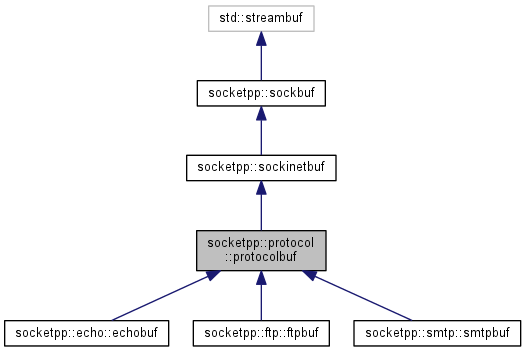 std::streambuf
socketpp::sockbuf
socketpp::sockinetbuf
socketpp::protocol
::protocolbuf
socketpp::echo::echobuf
socketpp::ftp::ftpbuf
socketpp::smtp::smtpbuf